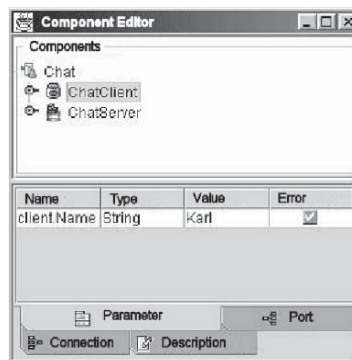 Component Editor
Components
Chat
ChatClient
ChatServer
Name Type Value Error
client.Name String Karl
Parameter Port
Connection Description